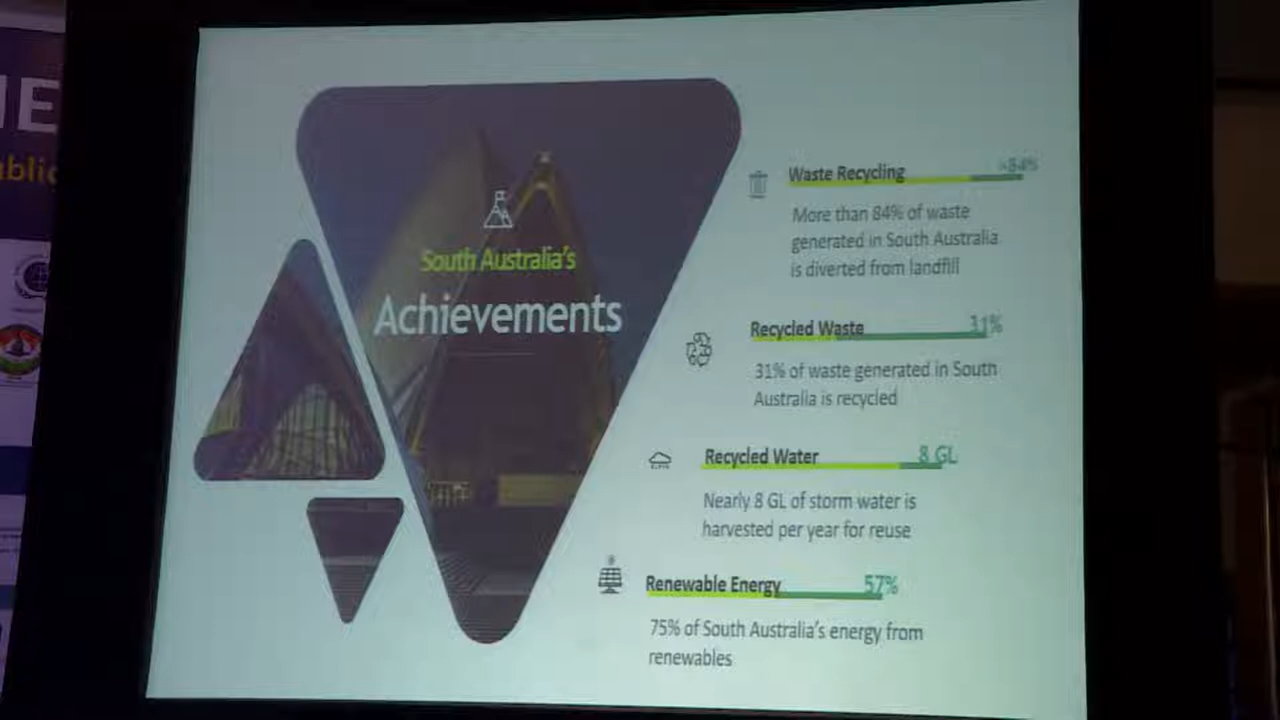 South Australia's
Achievements
Waste Recycling >84%
More than 84% of waste
generated in South Australia
is diverted from landfill
Recycled Waste 31%
31% of waste generated in South
Australia is recycled
Recycled Water 8 GL
Nearly 8 GL of storm water is
harvested per year for reuse
Renewable Energy 57%
75% of South Australia's energy from
renewables